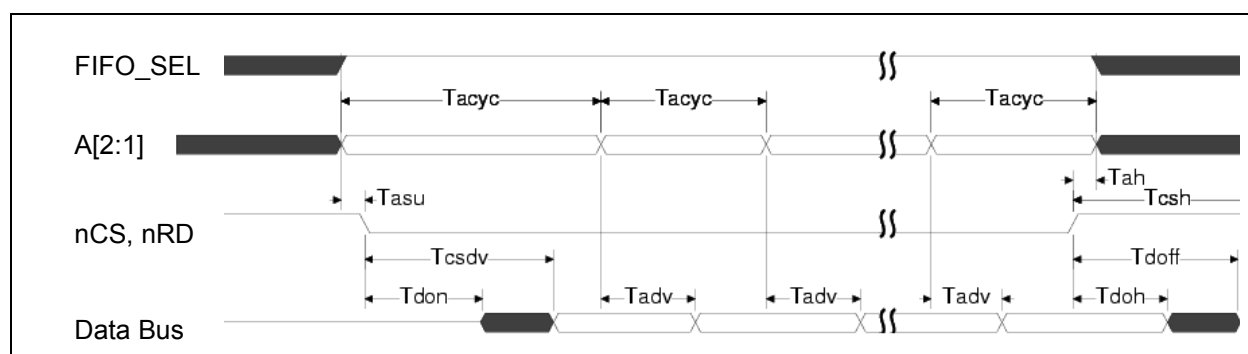 FIFO_SEL
Tacyc Tacyc Tacyc
A[2:1]
Tah
Tasu Tcsh
nCS, nRD
Tcsdv Tdoff
Tdon Tadv Tadv Tadv Tdoh
Data Bus